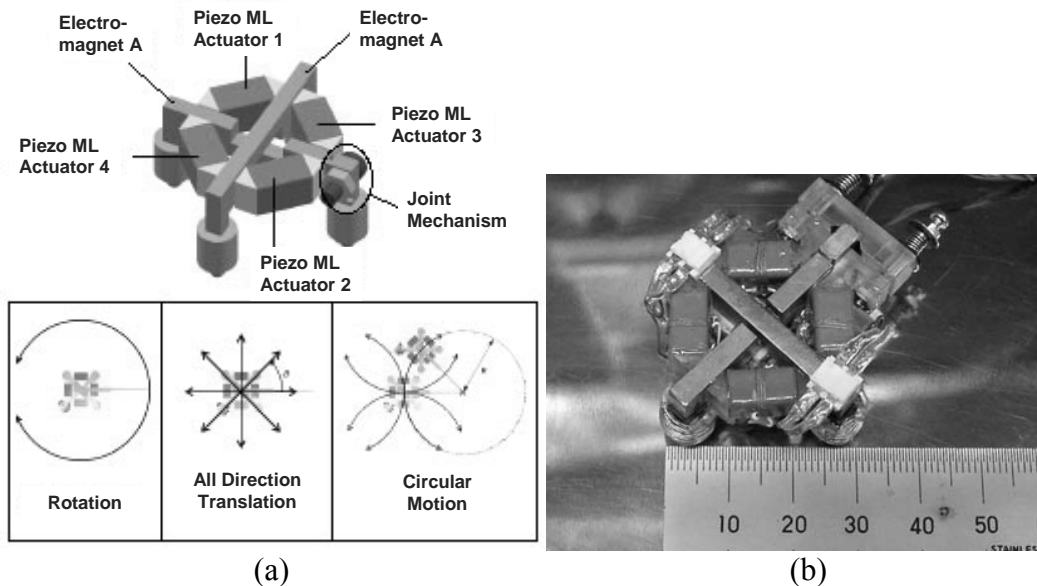 Electro-
magnet A
Piezo ML
Actuator 1
Electro-
magnet A
Piezo ML
Actuator 3
Piezo ML
Actuator 4
Joint
Mechanism
Piezo ML
Actuator 2
Rotation
All Direction
Translation
Circular
Motion
10 20 30 40 50
STAINLES
(a)
(b)